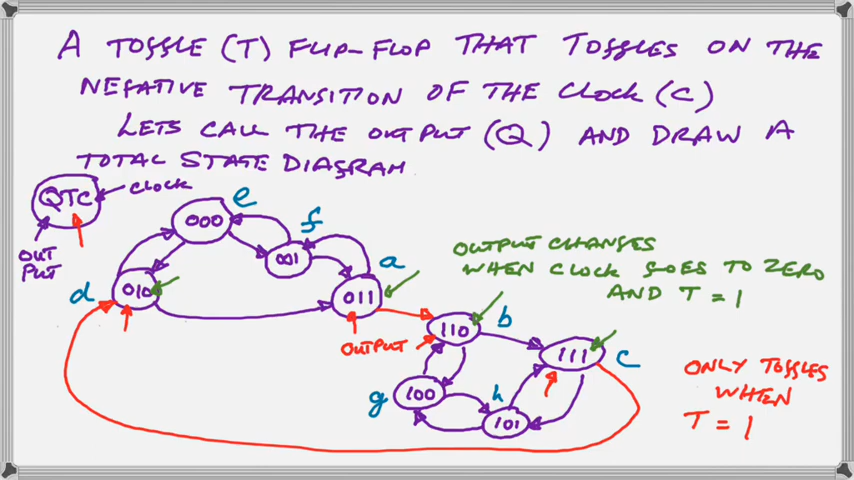 A TOGGLE (T) FLIP-FLOP THAT TOGGLES ON THE
NEGATIVE TRANSITION OF THE CLOCK (C)
LETS CALL THE OUTPUT (Q) AND DRAW A
TOTAL STATE DIAGRAM
QTC
CLOCK
OUT
PUT
e
000
f
001
a
011
d
010
OUTPUT CHANGES
WHEN CLOCK GOES TO ZERO
AND T = 1
OUTPUT
110
b
111
c
g
100
h
101
ONLY TOGGLES
WHEN
T = 1